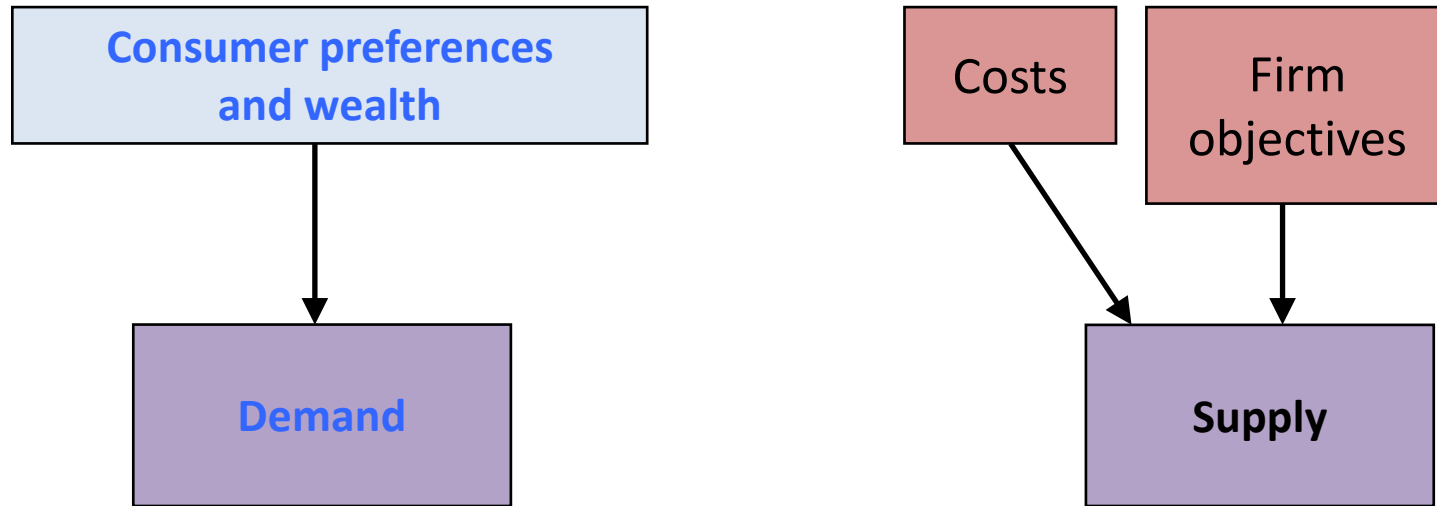 Consumer preferences
and wealth
Costs
Firm
objectives
Demand
Supply